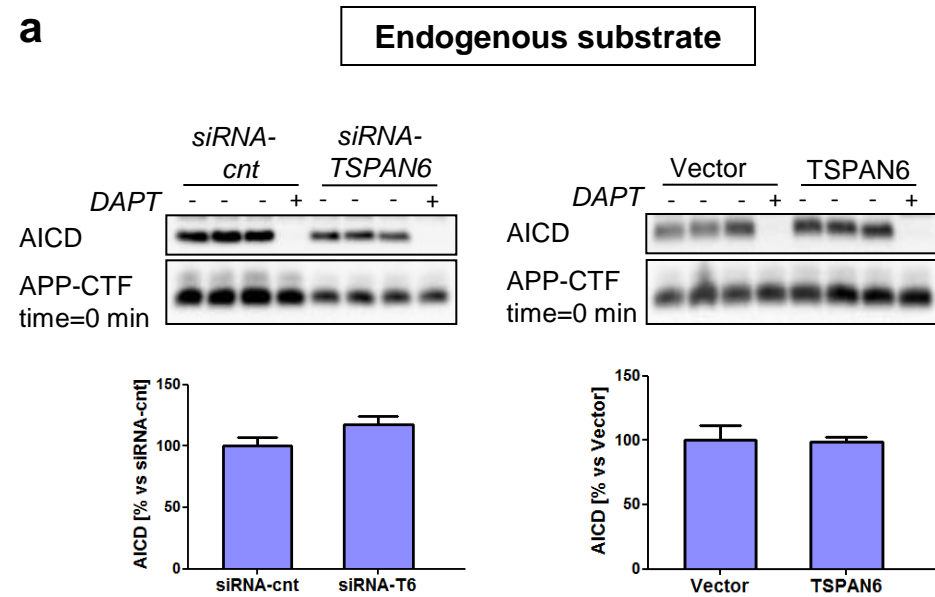 a
Endogenous substrate
siRNA-
cnt
siRNA-
TSPAN6
DAPT - - - + - - - +
AICD
APP-CTF
time=0 min
Vector TSPAN6
DAPT - - - + - - - +
AICD
APP-CTF
time=0 min
AICD [% vs siRNA-cnt]
150
100
50
0
siRNA-cnt siRNA-T6
AICD [% vs Vector]
150
100
50
0
Vector TSPAN6